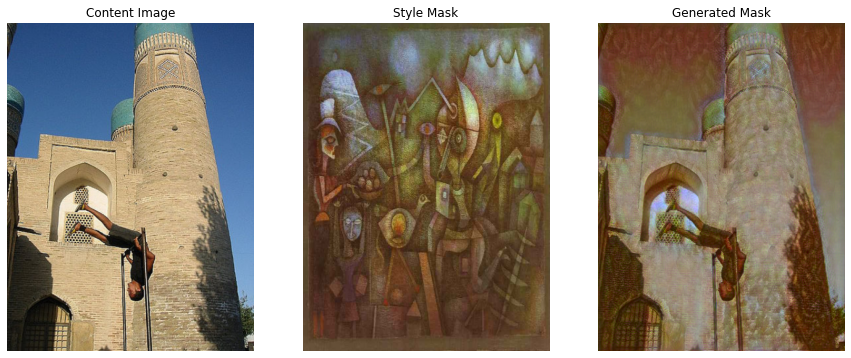 Content Image
Style Mask
Generated Mask